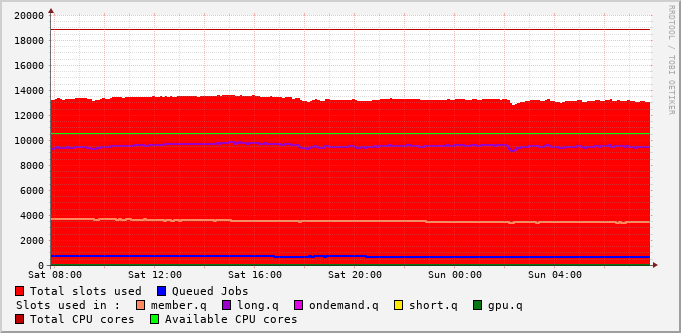 RRDTOOL / TOBI OETIKER
20000
18000
16000
14000
12000
10000
8000
6000
4000
2000
0
Sat 08:00 Sat 12:00 Sat 16:00 Sat 20:00 Sun 00:00 Sun 04:00
Total slots used Queued Jobs
Slots used in : member.q long.q ondemand.q short.q gpu.q
Total CPU cores Available CPU cores